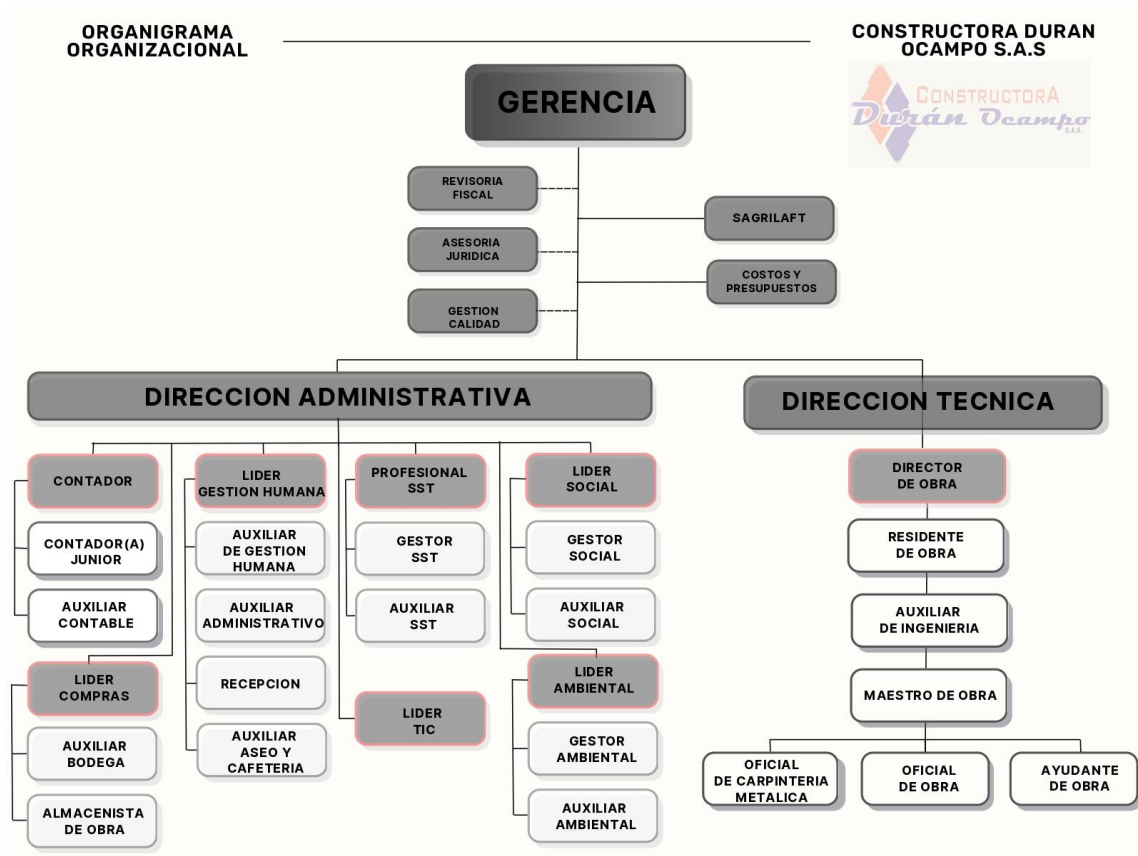 ORGANIGRAMA
ORGANIZACIONAL
CONSTRUCTORA DURAN
OCAMPO S.A.S
CONSTRUCTORA
Durán Ocampo
S.A.S.
GERENCIA
REVISORIA
FISCAL
SAGRILAFT
ASESORIA
JURIDICA
COSTOS Y
PRESUPUESTOS
GESTION
CALIDAD
DIRECCION ADMINISTRATIVA
DIRECCION TECNICA
CONTADOR
CONTADOR(A)
JUNIOR
AUXILIAR
CONTABLE
LIDER
COMPRAS
AUXILIAR
BODEGA
ALMACENISTA
DE OBRA
LIDER
GESTION HUMANA
AUXILIAR
DE GESTION
HUMANA
AUXILIAR
ADMINISTRATIVO
RECEPCION
AUXILIAR
ASEO Y
CAFETERIA
PROFESIONAL
SST
GESTOR
SST
AUXILIAR
SST
LIDER
TIC
LIDER
SOCIAL
GESTOR
SOCIAL
AUXILIAR
SOCIAL
LIDER
AMBIENTAL
GESTOR
AMBIENTAL
AUXILIAR
AMBIENTAL
DIRECTOR
DE OBRA
RESIDENTE
DE OBRA
AUXILIAR
DE INGENIERIA
MAESTRO DE OBRA
OFICIAL
DE CARPINTERIA
METALICA
OFICIAL
DE OBRA
AYUDANTE
DE OBRA